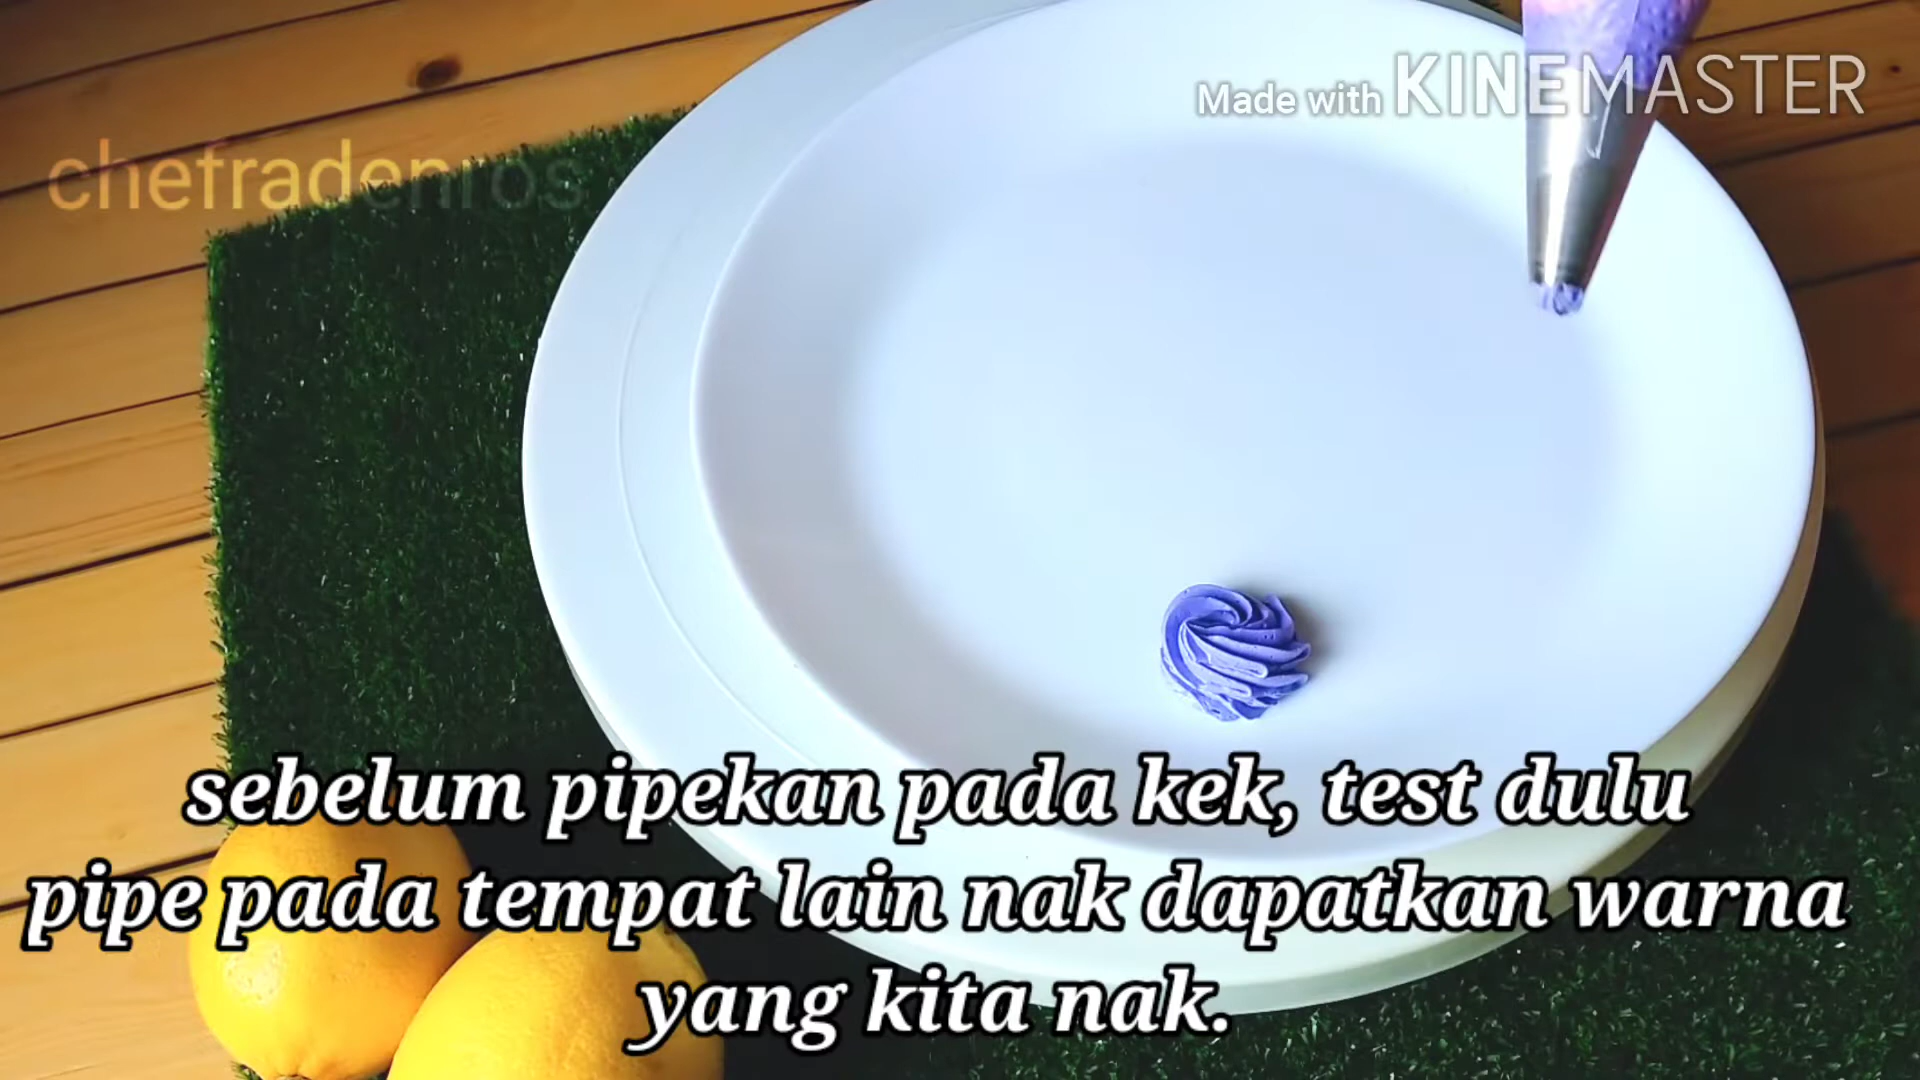 Made with KINEMASTER
chefradenros
sebelum pipekan pada kek, test dulu
pipe pada tempat lain nak dapatkan warna
yang kita nak.